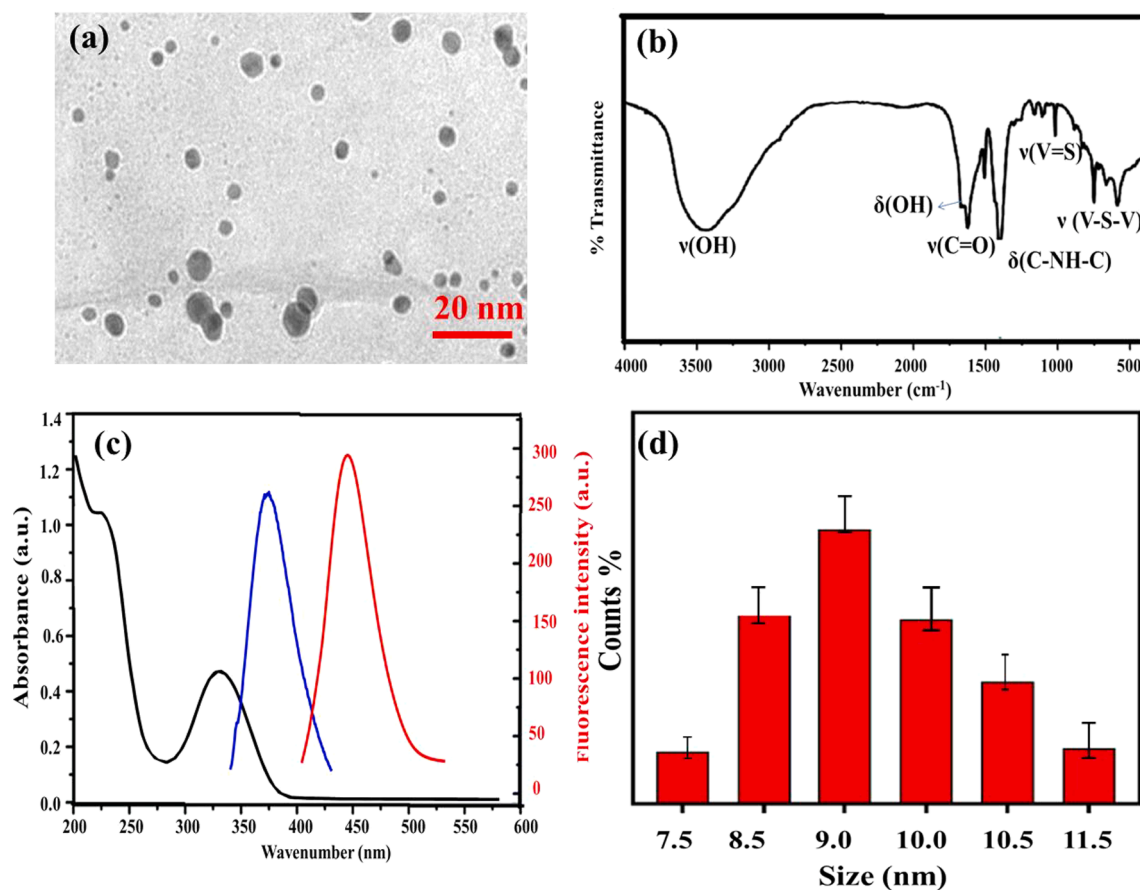 (a)
20 nm
(b)
% Transmittance
ν(OH)
δ(OH)
ν(C=O)
δ(C-NH-C)
ν(V=S)
ν (V-S-V)
4000 3500 3000 2500 2000 1500 1000 500
Wavenumber (cm⁻¹)
(c)
Absorbance (a.u.)
1.4
1.2
1.0
0.8
0.6
0.4
0.2
0.0
200 300 350 400 450 500 550 600
Wavenumber (nm)
300
250
200
150
100
50
0
Fluorescence intensity (a.u.)
(d)
Counts %
7.5 8.5 9.0 10.0 10.5 11.5
Size (nm)